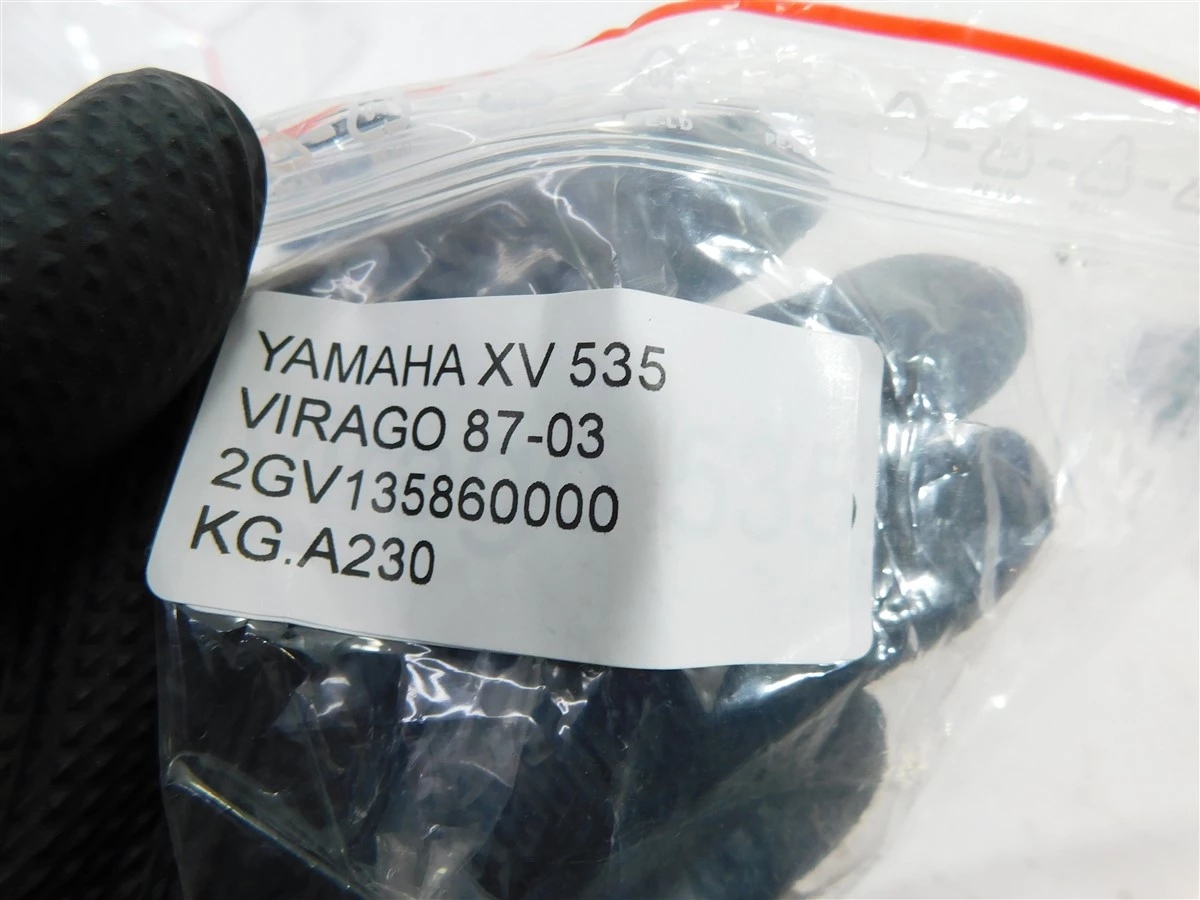 YAMAHA XV 535
VIRAGO 87-03
2GV135860000
KG.A230